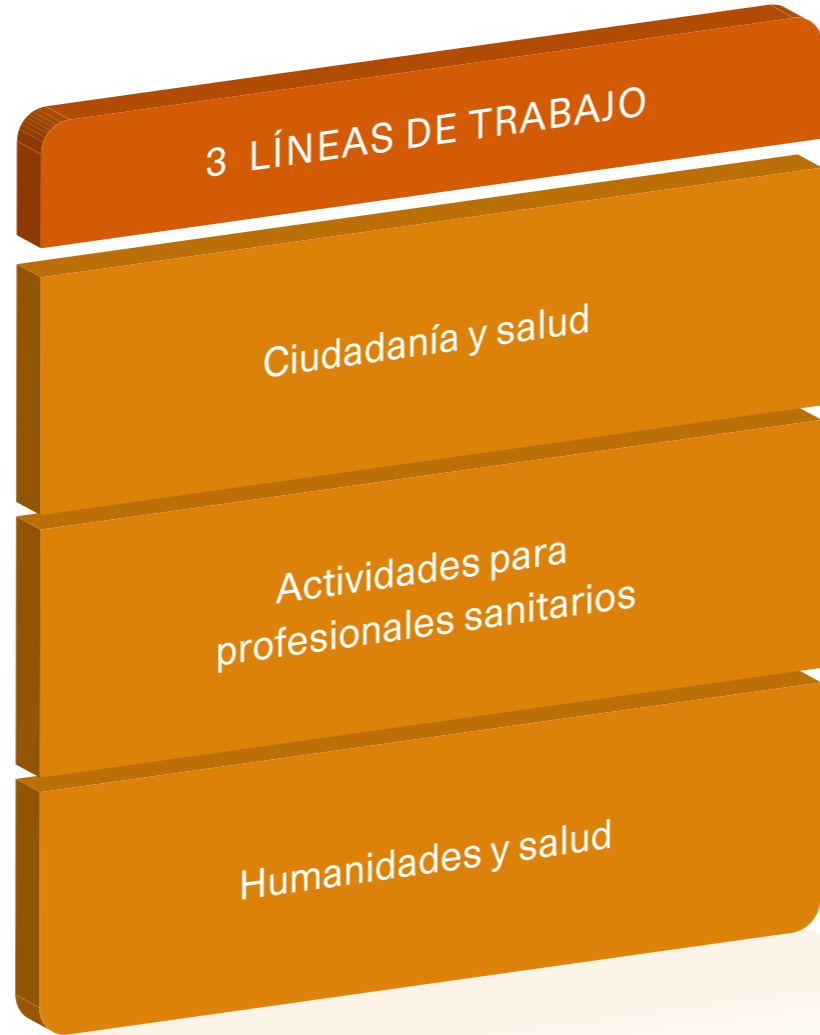 3 LÍNEAS DE TRABAJO
Ciudadanía y salud
Actividades para
profesionales sanitarios
Humanidades y salud